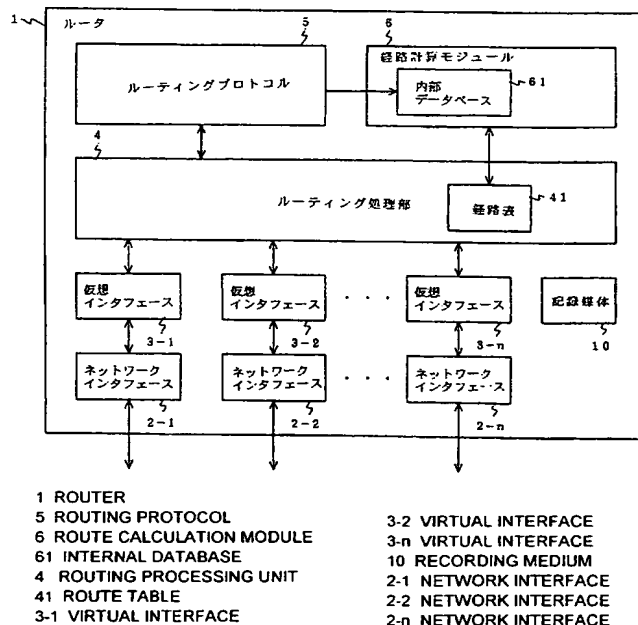 1
ルータ
5
6
ルーティングプロトコル
経路計算モジュール
内部
データベース
61
4
ルーティング処理部
経路表
41
仮想
インタフェース
仮想
インタフェース
・・・
仮想
インタフェース
記録媒体
3-1
3-2
3-n
10
ネットワーク
インタフェース
ネットワーク
インタフェース
・・・
ネットワーク
インタフェース
2-1
2-2
2-n
1 ROUTER
5 ROUTING PROTOCOL
6 ROUTE CALCULATION MODULE
61 INTERNAL DATABASE
4 ROUTING PROCESSING UNIT
41 ROUTE TABLE
3-1 VIRTUAL INTERFACE
3-2 VIRTUAL INTERFACE
3-n VIRTUAL INTERFACE
10 RECORDING MEDIUM
2-1 NETWORK INTERFACE
2-2 NETWORK INTERFACE
2-n NETWORK INTERFACE